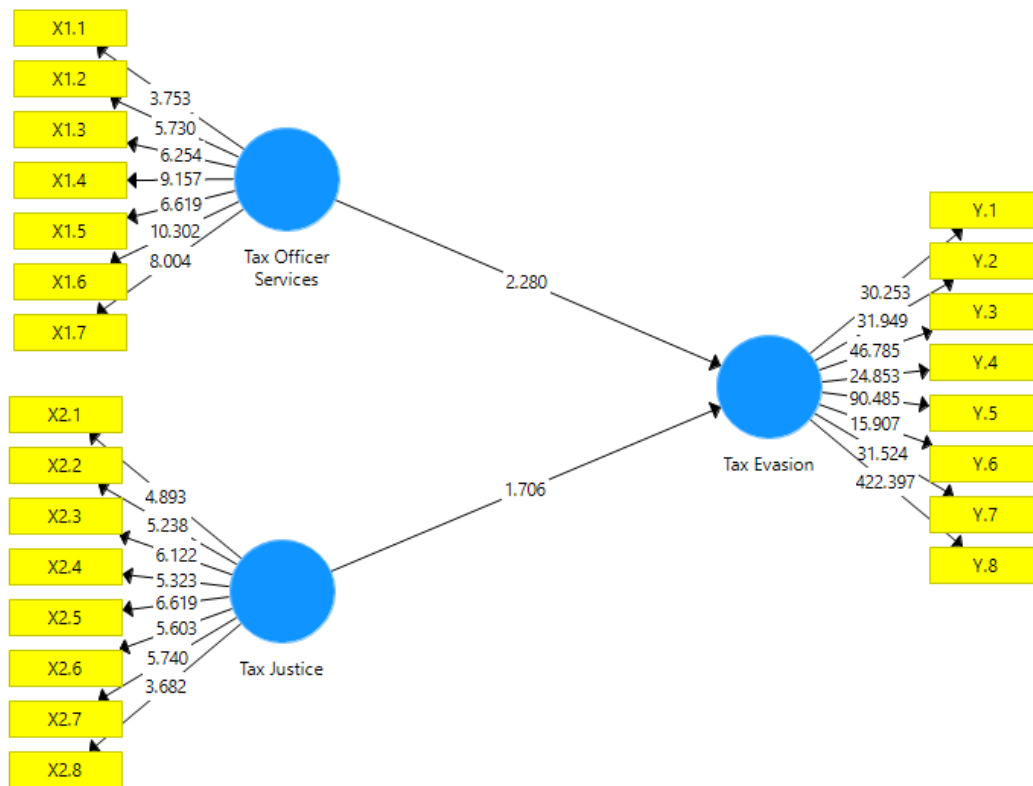 X1.1
X1.2
X1.3
X1.4
X1.5
X1.6
X1.7
3.753
5.730
6.254
9.157
6.619
10.302
8.004
Tax Officer
Services
2.280
X2.1
X2.2
X2.3
X2.4
X2.5
X2.6
X2.7
X2.8
4.893
5.238
6.122
5.323
6.619
5.603
5.740
3.682
Tax Justice
1.706
Tax Evasion
30.253
31.949
46.785
24.853
90.485
15.907
31.524
422.397
Y.1
Y.2
Y.3
Y.4
Y.5
Y.6
Y.7
Y.8